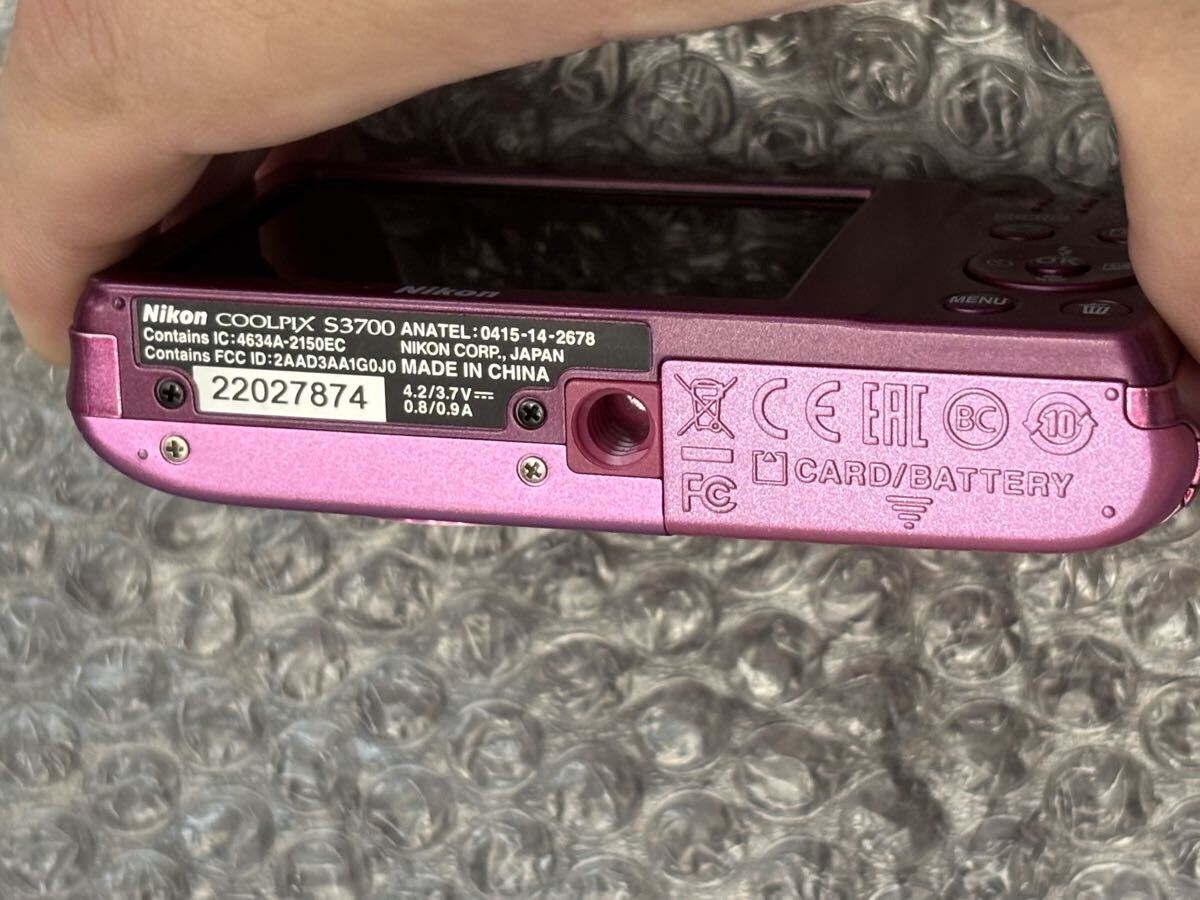 OK
MENU
Nikon
Nikon COOLPIX S3700 ANATEL:0415-14-2678
Contains IC:4634A-2150EC NIKON CORP., JAPAN
Contains FCC ID:2AAD3AA1G0J0 MADE IN CHINA
22027874
4.2/3.7V
0.8/0.9A
CE EAC BC 10
FC CARD/BATTERY